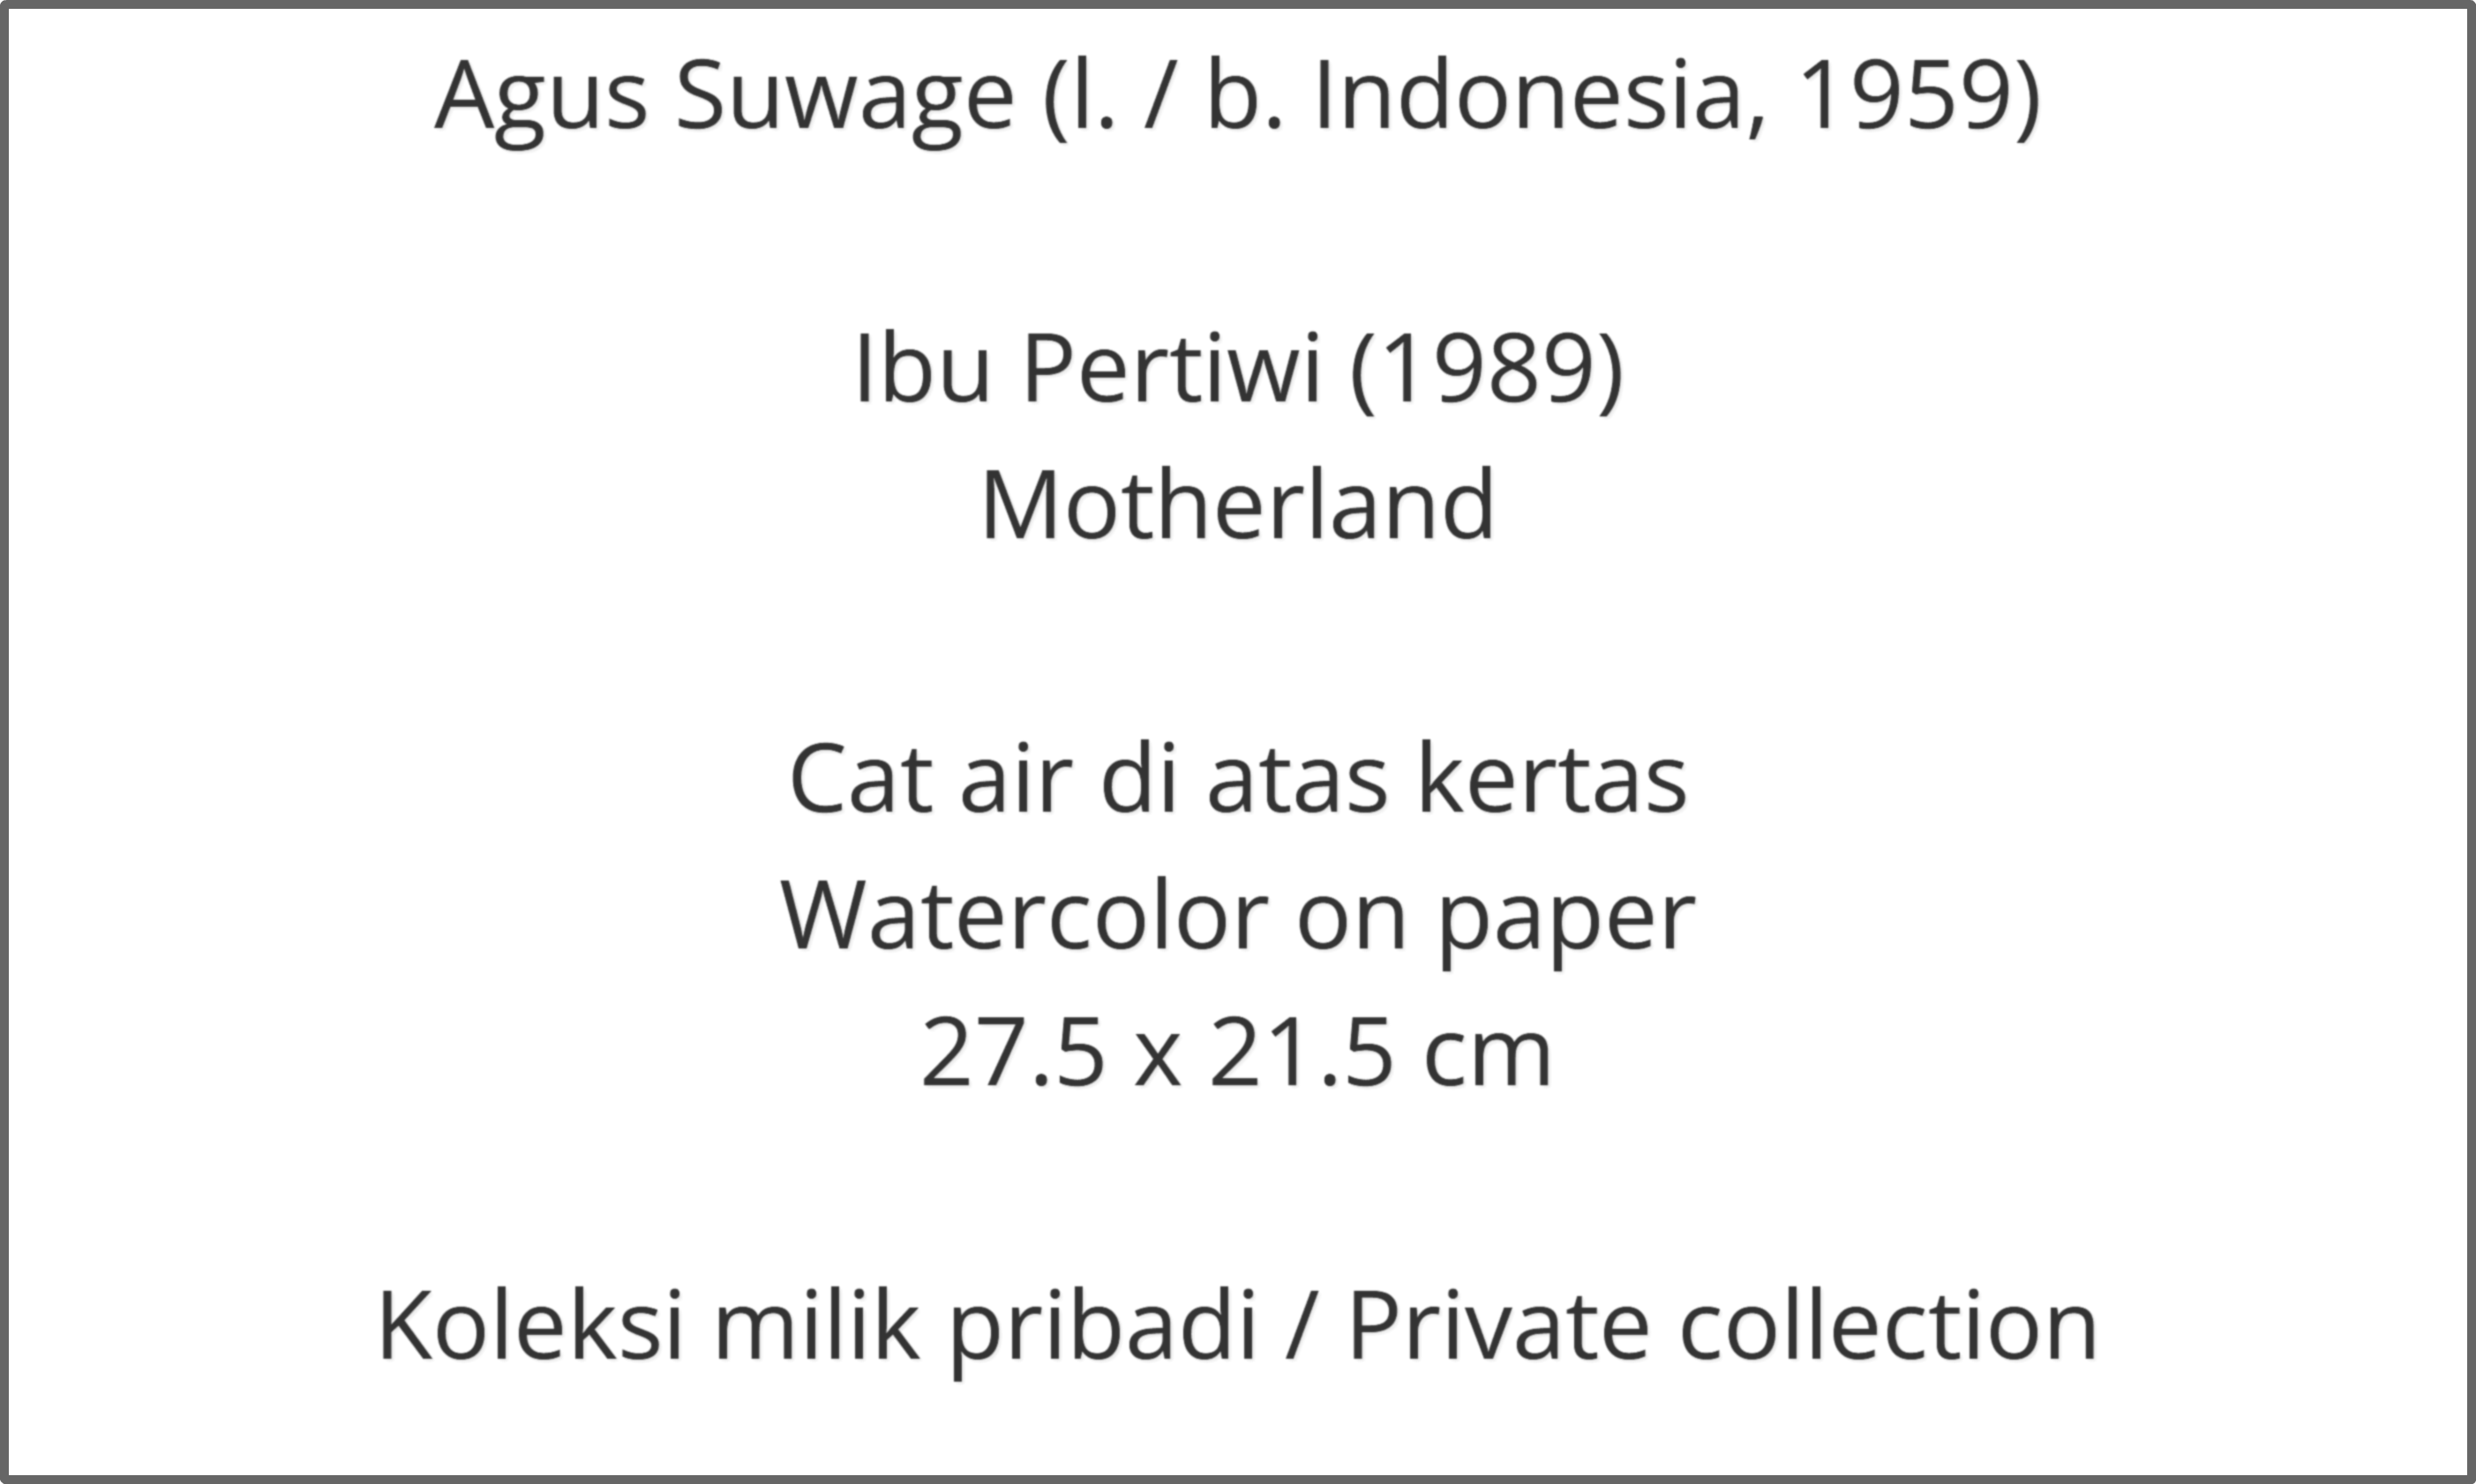 Agus Suwage (l. / b. Indonesia, 1959)
Ibu Pertiwi (1989)
Motherland
Cat air di atas kertas
Watercolor on paper
27.5 x 21.5 cm
Koleksi milik pribadi / Private collection